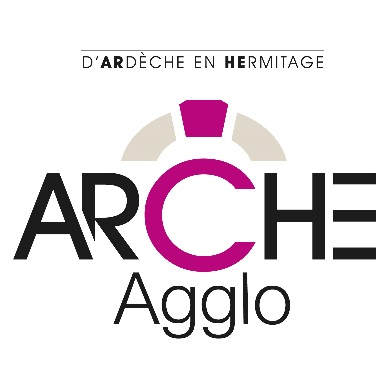 D'ARDÈCHE EN HERMITAGE
ARCHE
Agglo